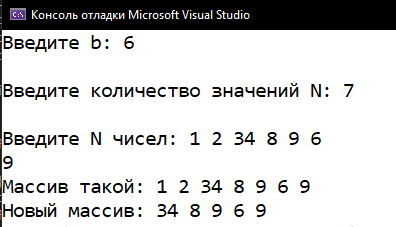 Консоль отладки Microsoft Visual Studio
Введите b: 6
Введите количество значений N: 7
Введите N чисел: 1 2 34 8 9 6
9
Массив такой: 1 2 34 8 9 6 9
Новый массив: 34 8 9 6 9